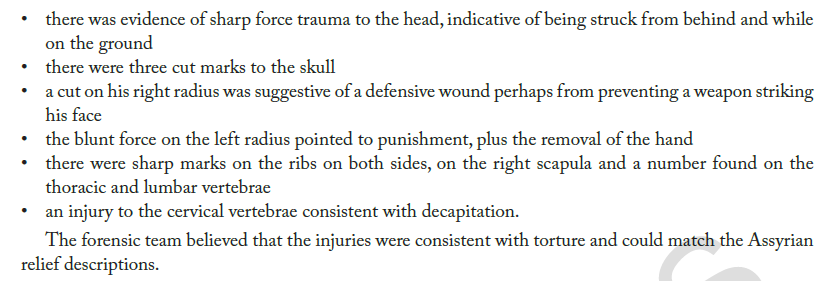 • there was evidence of sharp force trauma to the head, indicative of being struck from behind and while
on the ground
• there were three cut marks to the skull
• a cut on his right radius was suggestive of a defensive wound perhaps from preventing a weapon striking
his face
• the blunt force on the left radius pointed to punishment, plus the removal of the hand
• there were sharp marks on the ribs on both sides, on the right scapula and a number found on the
thoracic and lumbar vertebrae
• an injury to the cervical vertebrae consistent with decapitation.
The forensic team believed that the injuries were consistent with torture and could match the Assyrian
relief descriptions.